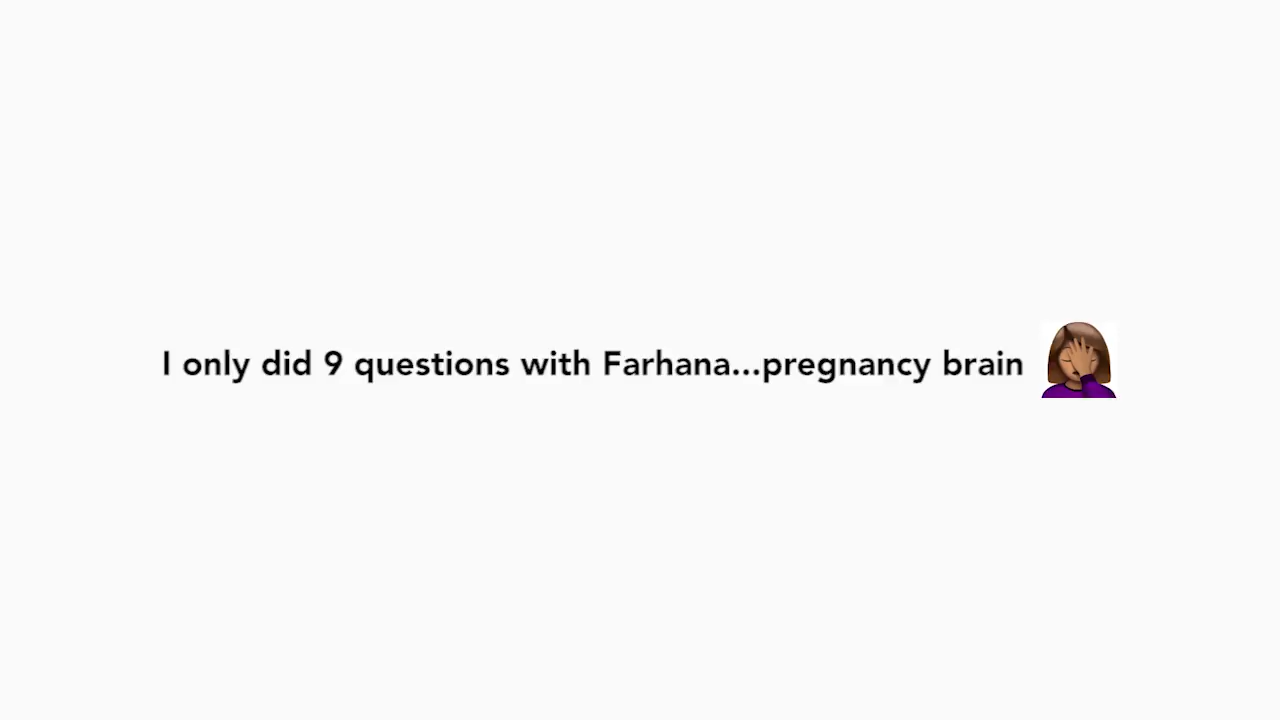 I only did 9 questions with Farhana...pregnancy brain 🤦🏽‍♀️